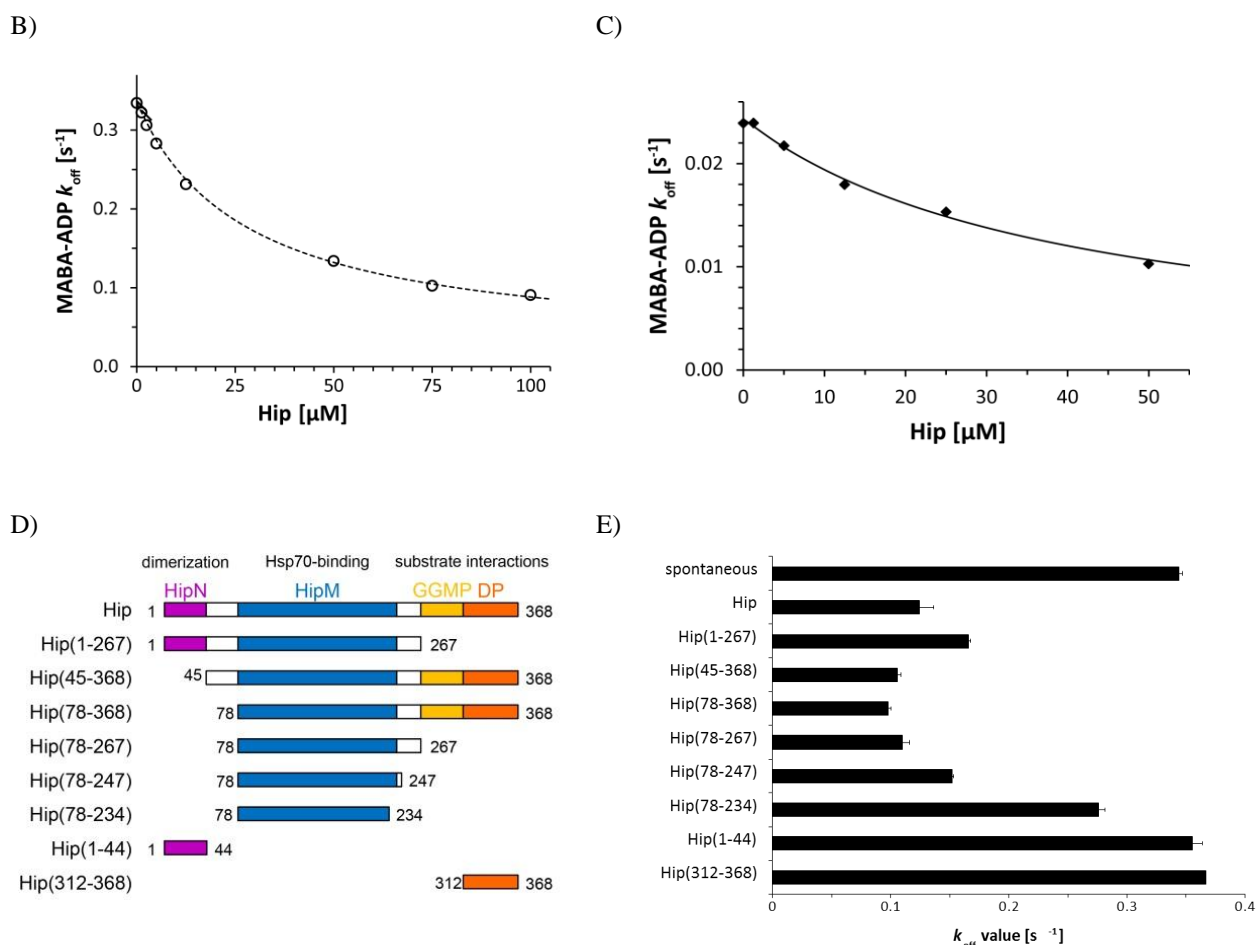 B)
C)
MABA-ADP koff [s-1]
0.3
0.2
0.1
0.0
0 25 50 75 100
Hip [µM]
MABA-ADP koff [s-1]
0.02
0.01
0.00
0 10 20 30 40 50
Hip [µM]
D)
dimerization Hsp70-binding substrate interactions
HipN HipM GGMP DP
Hip 1 368
Hip(1-267) 1 267
Hip(45-368) 45 368
Hip(78-368) 78 368
Hip(78-267) 78 267
Hip(78-247) 78 247
Hip(78-234) 78 234
Hip(1-44) 1 44
Hip(312-368) 312 368
E)
spontaneous
Hip
Hip(1-267)
Hip(45-368)
Hip(78-368)
Hip(78-267)
Hip(78-247)
Hip(78-234)
Hip(1-44)
Hip(312-368)
0 0.1 0.2 0.3 0.4
koff value [s -1]